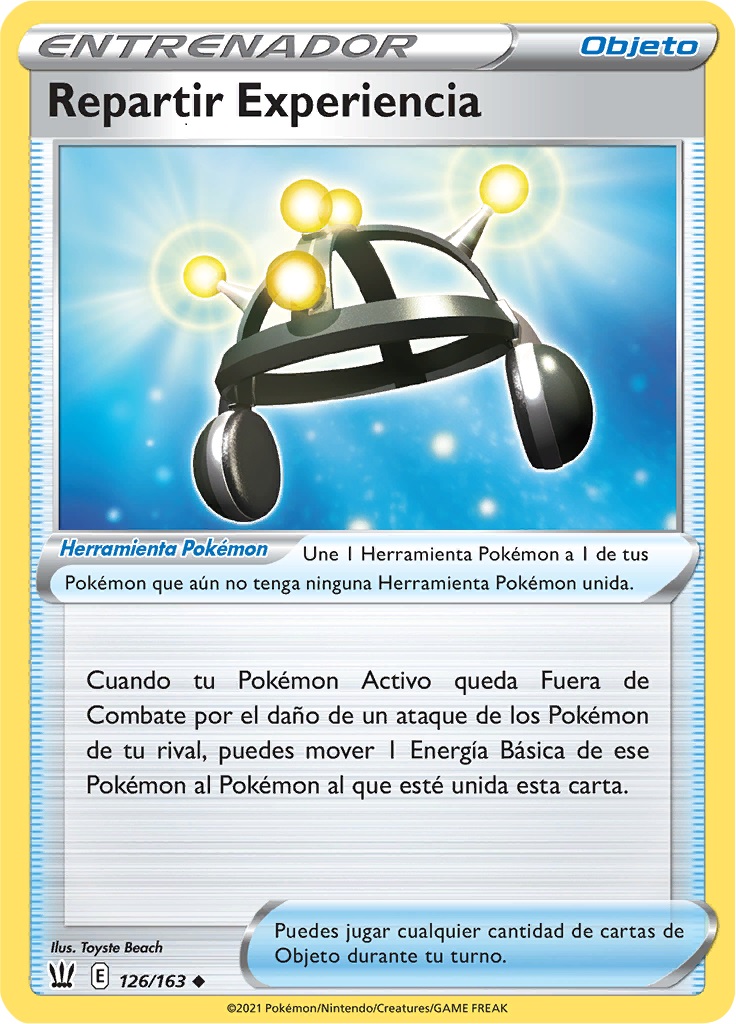 ENTRENADOR
Objeto
Repartir Experiencia
Herramienta Pokémon Une 1 Herramienta Pokémon a 1 de tus
Pokémon que aún no tenga ninguna Herramienta Pokémon unida.
Cuando tu Pokémon Activo queda Fuera de
Combate por el daño de un ataque de los Pokémon
de tu rival, puedes mover 1 Energía Básica de ese
Pokémon al Pokémon al que esté unida esta carta.
Puedes jugar cualquier cantidad de cartas de
Objeto durante tu turno.
Ilus. Toyste Beach
E 126/163 ◆
©2021 Pokémon/Nintendo/Creatures/GAME FREAK